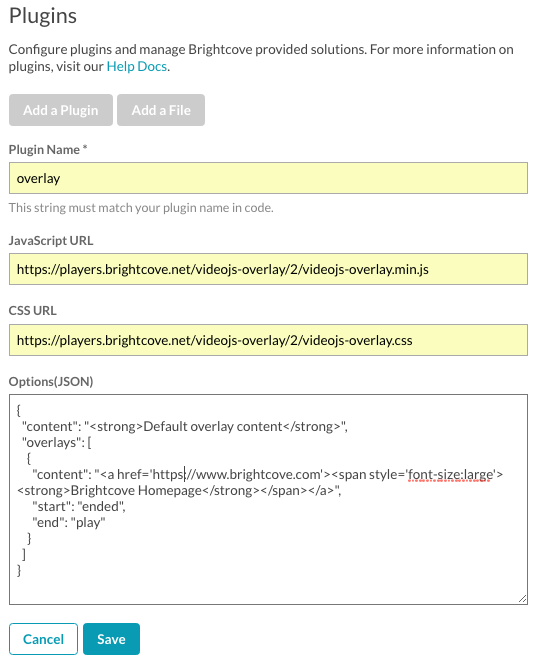 Plugins
Configure plugins and manage Brightcove provided solutions. For more information on
plugins, visit our Help Docs.
Add a Plugin Add a File
Plugin Name *
overlay
This string must match your plugin name in code.
JavaScript URL
https://players.brightcove.net/videojs-overlay/2/videojs-overlay.min.js
CSS URL
https://players.brightcove.net/videojs-overlay/2/videojs-overlay.css
Options(JSON)
{
"content": "<strong>Default overlay content</strong>",
"overlays": [
{
"content": "<a href='https://www.brightcove.com'><span style='font-size:large'>
<strong>Brightcove Homepage</strong></span></a>",
"start": "ended",
"end": "play"
}
]
}
Cancel Save